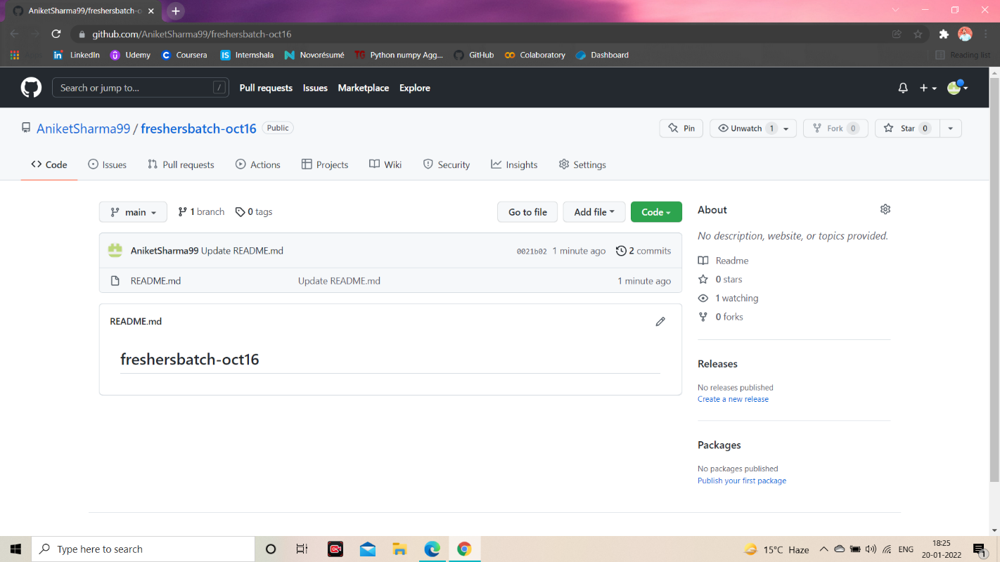 AniketSharma99/freshersbatch-o
github.com/AniketSharma99/freshersbatch-oct16
LinkedIn Udemy Coursera IS Internshala Novorésumé TG Python numpy Agg... GitHub Colaboratory Dashboard Reading list
Search or jump to... / Pull requests Issues Marketplace Explore
AniketSharma99 / freshersbatch-oct16 Public Pin Unwatch 1 Fork 0 Star 0
Code Issues Pull requests Actions Projects Wiki Security Insights Settings
main 1 branch 0 tags Go to file Add file Code
AniketSharma99 Update README.md 0021b02 1 minute ago 2 commits
README.md Update README.md 1 minute ago
README.md
freshersbatch-oct16
About
No description, website, or topics provided.
Readme
0 stars
1 watching
0 forks
Releases
No releases published
Create a new release
Packages
No packages published
Publish your first package
Type here to search 15°C Haze ENG 18:25
20-01-2022 1